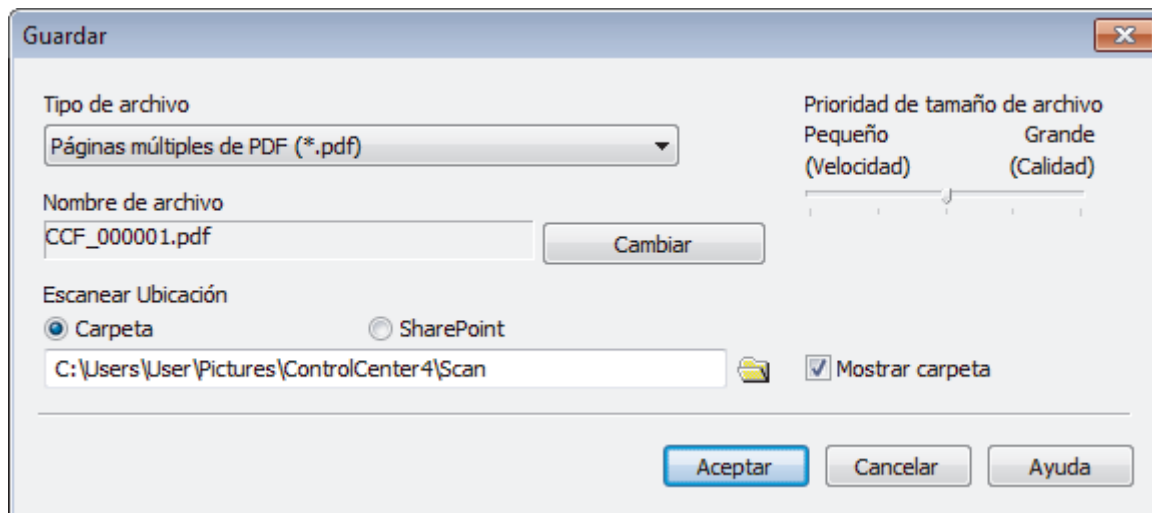 Guardar
Tipo de archivo
Páginas múltiples de PDF (*.pdf)
Prioridad de tamaño de archivo
Pequeño Grande
(Velocidad) (Calidad)
Nombre de archivo
CCF_000001.pdf
Cambiar
Escanear Ubicación
Carpeta SharePoint
C:\Users\User\Pictures\ControlCenter4\Scan
Mostrar carpeta
Aceptar Cancelar Ayuda